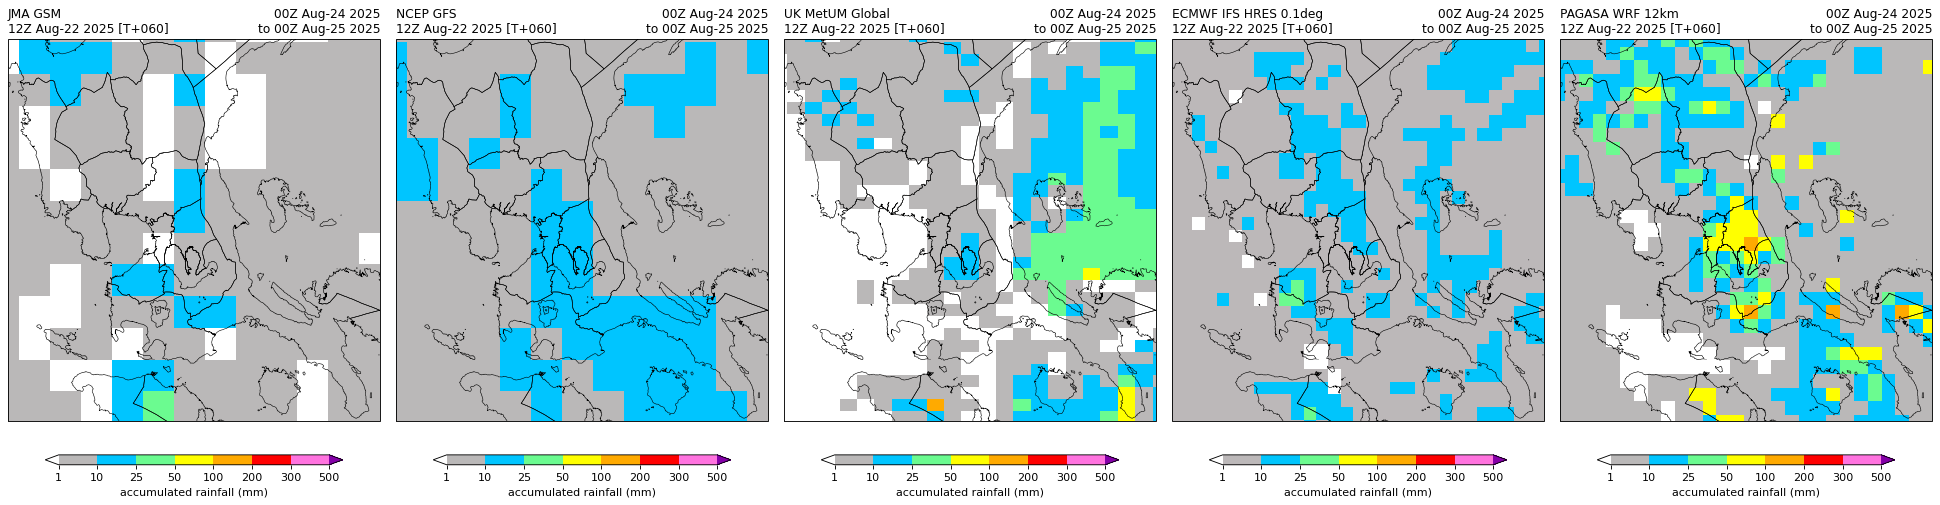 JMA GSM 00Z Aug-24 2025
12Z Aug-22 2025 [T+060] to 00Z Aug-25 2025
NCEP GFS 00Z Aug-24 2025
12Z Aug-22 2025 [T+060] to 00Z Aug-25 2025
UK MetUM Global 00Z Aug-24 2025
12Z Aug-22 2025 [T+060] to 00Z Aug-25 2025
ECMWF IFS HRES 0.1deg 00Z Aug-24 2025
12Z Aug-22 2025 [T+060] to 00Z Aug-25 2025
PAGASA WRF 12km 00Z Aug-24 2025
12Z Aug-22 2025 [T+060] to 00Z Aug-25 2025
1 10 25 50 100 200 300 500
accumulated rainfall (mm)
1 10 25 50 100 200 300 500
accumulated rainfall (mm)
1 10 25 50 100 200 300 500
accumulated rainfall (mm)
1 10 25 50 100 200 300 500
accumulated rainfall (mm)
1 10 25 50 100 200 300 500
accumulated rainfall (mm)